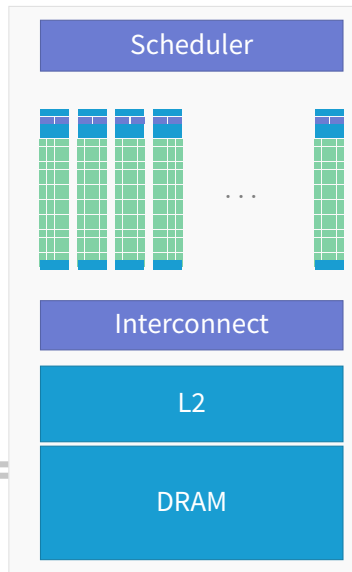 Scheduler
. . .
Interconnect
L2
DRAM